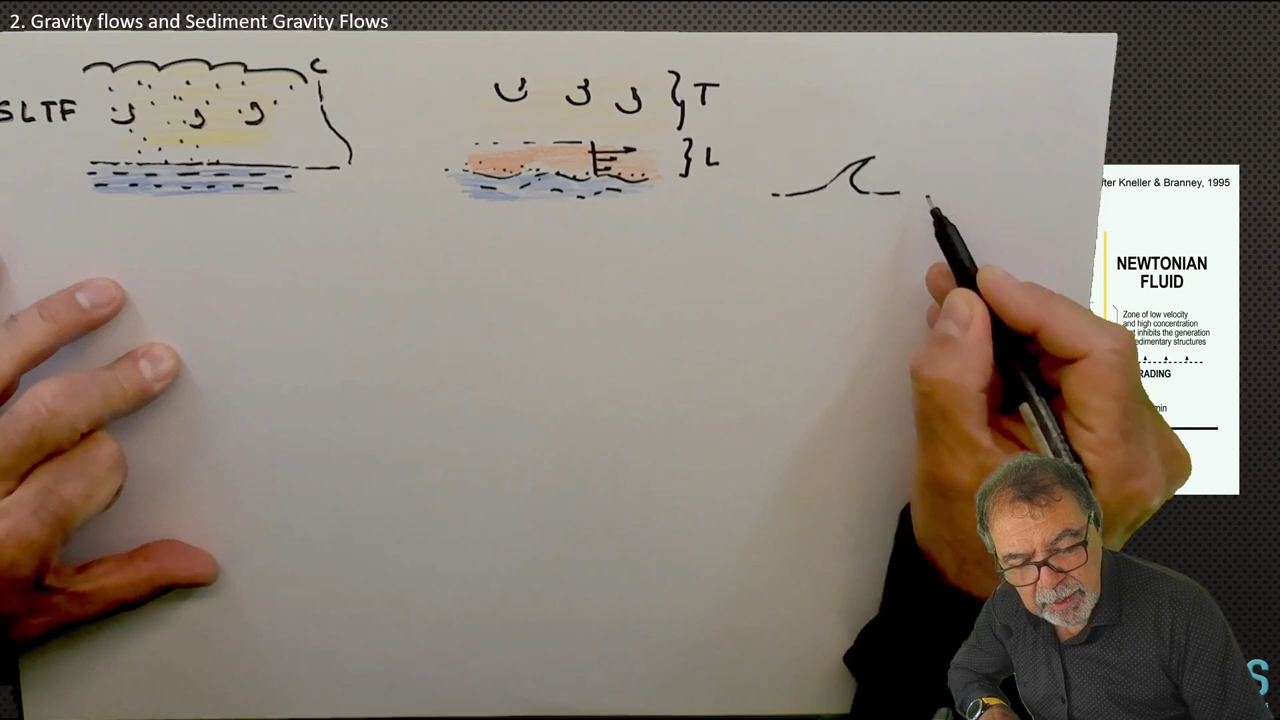 2. Gravity flows and Sediment Gravity Flows
C
SLTF
T
L
fter Kneller & Branney, 1995
NEWTONIAN
FLUID
Zone of low velocity
and high concentration
t inhibits the generation
edimentary structures
RADING
min
S